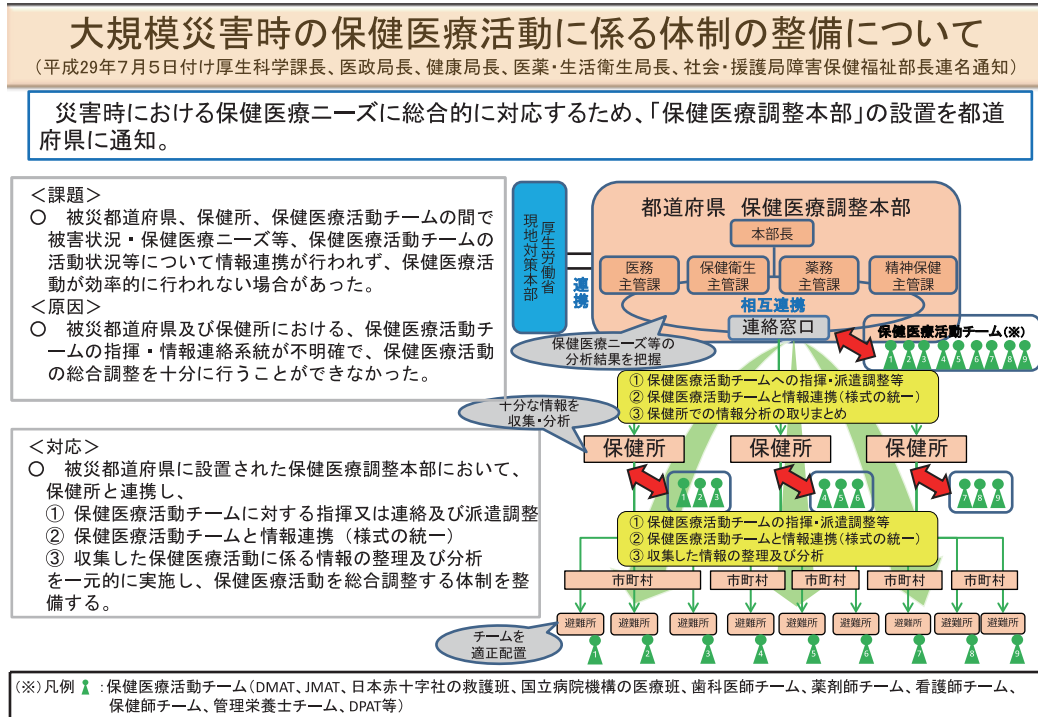 大規模災害時の保健医療活動に係る体制の整備について
（平成29年７月５日付け厚生科学課長、医政局長、健康局長、医薬・生活衛生局長、社会・援護局障害保健福祉部長連名通知）
災害時における保健医療ニーズに総合的に対応するため、「保健医療調整本部」の設置を都道
府県に通知。
＜課題＞
○　被災都道府県、保健所、保健医療活動チームの間で
被害状況・保健医療ニーズ等、保健医療活動チームの
活動状況等について情報連携が行われず、保健医療活
動が効率的に行われない場合があった。
＜原因＞
○　被災都道府県及び保健所における、保健医療活動チ
ームの指揮・情報連絡系統が不明確で、保健医療活動
の総合調整を十分に行うことができなかった。
＜対応＞
○　被災都道府県に設置された保健医療調整本部において、
保健所と連携し、
① 保健医療活動チームに対する指揮又は連絡及び派遣調整
② 保健医療活動チームと情報連携（様式の統一）
③ 収集した保健医療活動に係る情報の整理及び分析
を一元的に実施し、保健医療活動を総合調整する体制を整
備する。
厚生労働省
現地対策本部
連携
都道府県　保健医療調整本部
本部長
医務
主管課
保健衛生
主管課
薬務
主管課
精神保健
主管課
相互連携
連絡窓口
保健医療ニーズ等の
分析結果を把握
保健医療活動チーム（※）
1 2 3 4 5 6 7 8 9
① 保健医療活動チームへの指揮・派遣調整等
② 保健医療活動チームと情報連携（様式の統一）
③ 保健所での情報分析の取りまとめ
十分な情報を
収集・分析
保健所
保健所
保健所
1 2 3
4 5 6
7 8 9
① 保健医療活動チームの指揮・派遣調整等
② 保健医療活動チームと情報連携（様式の統一）
③ 収集した情報の整理及び分析
市町村
市町村
市町村
市町村
市町村
避難所
避難所
避難所
避難所
避難所
避難所
避難所
避難所
避難所
チームを
適正配置
1 2 3 4 5 6 7 8 9
（※）凡例　：保健医療活動チーム（DMAT、JMAT、日本赤十字社の救護班、国立病院機構の医療班、歯科医師チーム、薬剤師チーム、看護師チーム、
保健師チーム、管理栄養士チーム、DPAT等）